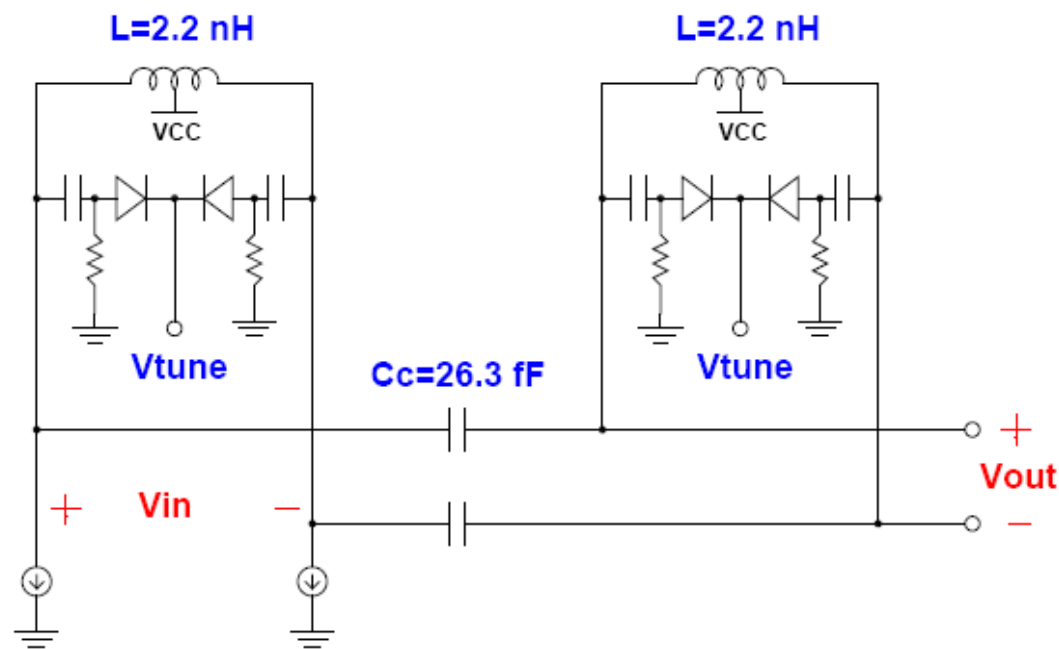 L=2.2 nH
L=2.2 nH
VCC
VCC
Vtune
Cc=26.3 fF
Vtune
+ Vin −
+
Vout
−